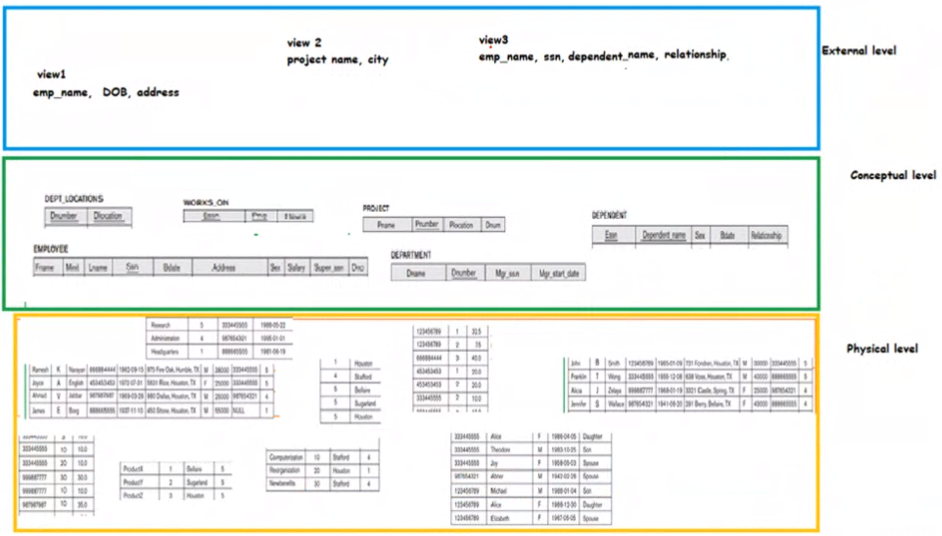 view 2
project name, city
view3
emp_name, ssn, dependent_name, relationship.
External level
view1
emp_name, DOB, address
Conceptual level
DEPT_LOCATIONS
Dnumber Dlocation
WORKS_ON
PROJECT
Pname Pnumber Plocation Dnum
DEPENDENT
Essn Dependent_name Sex Bdate Relationship
EMPLOYEE
Fname Minit Lname Ssn Bdate Address Sex Salary Super_ssn Dno
DEPARTMENT
Dname Dnumber Mgr_ssn Mgr_start_date
Physical level
Research 5 333445555 1988-05-22
Administration 4 987654321 1995-01-01
Headquarters 1 888665555 1981-06-19
123456789 1 32.5
123456789 2 7.5
666884444 3 40.0
453453453 1 20.0
453453453 2 20.0
333445555 2 10.0
1 Houston
4 Stafford
5 Bellaire
5 Sugarland
5 Houston
Ramesh K Narayan 666884444 1962-09-15 975 Fire Oak, Humble, TX M 38000 333445555 5
Joyce A English 453453453 1972-07-31 5631 Rice, Houston, TX F 25000 333445555 5
Ahmad V Jabbar 987987987 1969-03-29 980 Dallas, Houston, TX M 25000 987654321 4
James E Borg 888665555 1937-11-10 450 Stone, Houston, TX M 55000 NULL 1
John B Smith 123456789 1965-01-09 731 Fondren, Houston, TX M 30000 333445555 5
Franklin T Wong 333445555 1955-12-08 638 Voss, Houston, TX M 40000 888665555 5
Alicia J Zelaya 999887777 1968-01-19 3321 Castle, Spring, TX F 25000 987654321 4
Jennifer S Wallace 987654321 1941-06-20 291 Berry, Bellaire, TX F 43000 888665555 4
333445555 10 10.0
333445555 20 10.0
999887777 30 30.0
999887777 10 10.0
987987987 10 35.0
ProductX 1 Bellaire 5
ProductY 2 Sugarland 5
ProductZ 3 Houston 5
Computerization 10 Stafford 4
Reorganization 20 Houston 1
Newbenefits 30 Stafford 4
333445555 Alice F 1986-04-05 Daughter
333445555 Theodore M 1983-10-25 Son
333445555 Joy F 1958-05-03 Spouse
987654321 Abner M 1942-02-28 Spouse
123456789 Michael M 1988-01-04 Son
123456789 Alice F 1988-12-30 Daughter
123456789 Elizabeth F 1967-05-05 Spouse